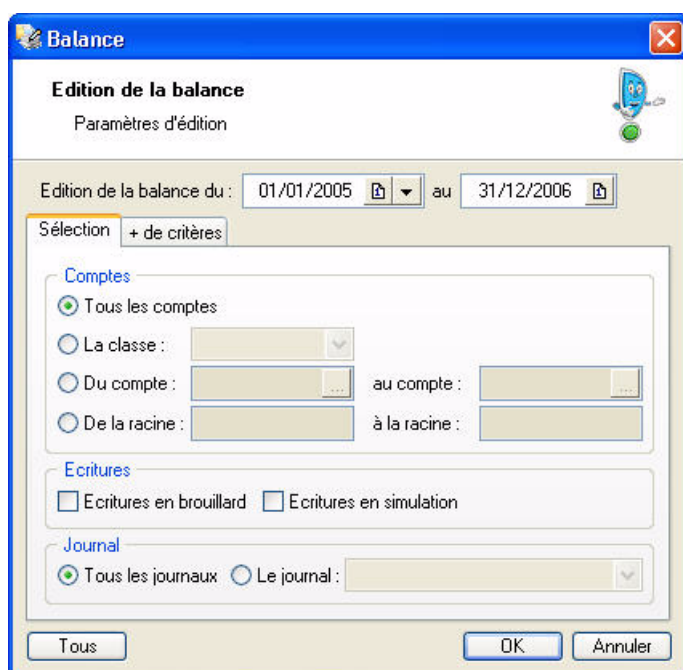 Balance
Edition de la balance
Paramètres d'édition
Edition de la balance du : 01/01/2005 au 31/12/2006
Sélection + de critères
Comptes
Tous les comptes
La classe :
Du compte : ... au compte : ...
De la racine : à la racine :
Ecritures
Ecritures en brouillard Ecritures en simulation
Journal
Tous les journaux Le journal :
Tous OK Annuler